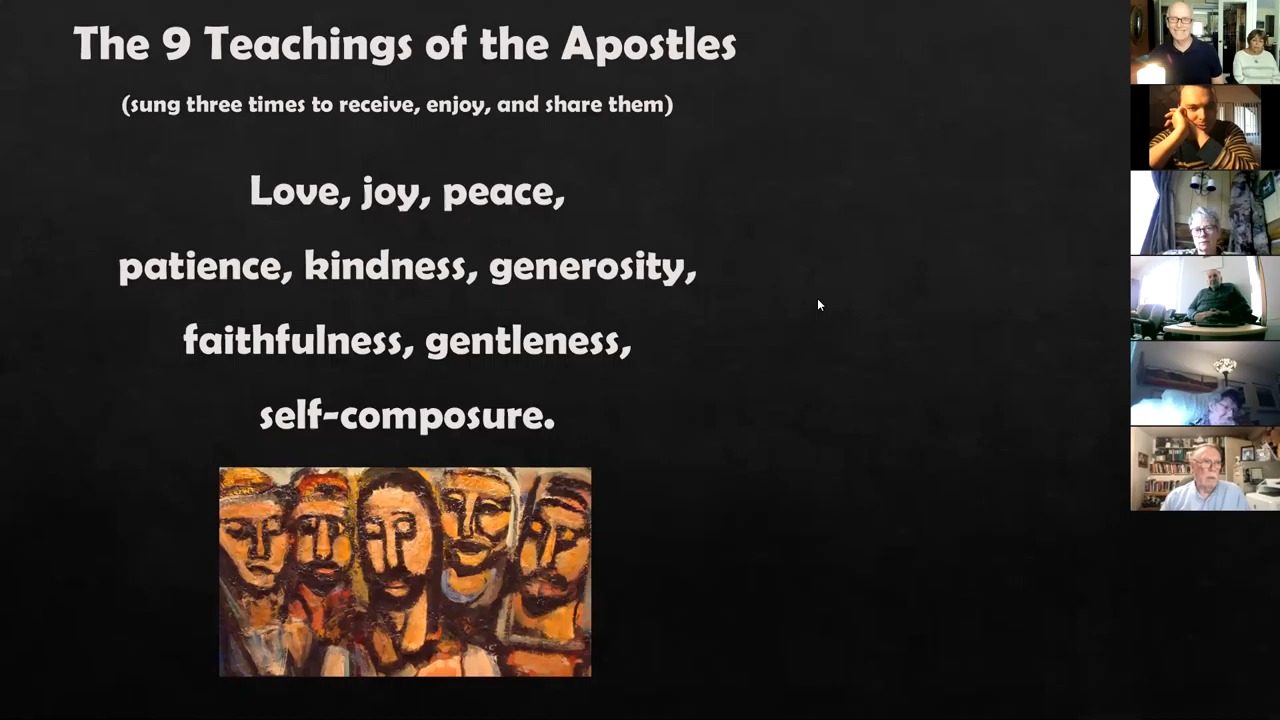 The 9 Teachings of the Apostles
(sung three times to receive, enjoy, and share them)
Love, joy, peace,
patience, kindness, generosity,
faithfulness, gentleness,
self-composure.